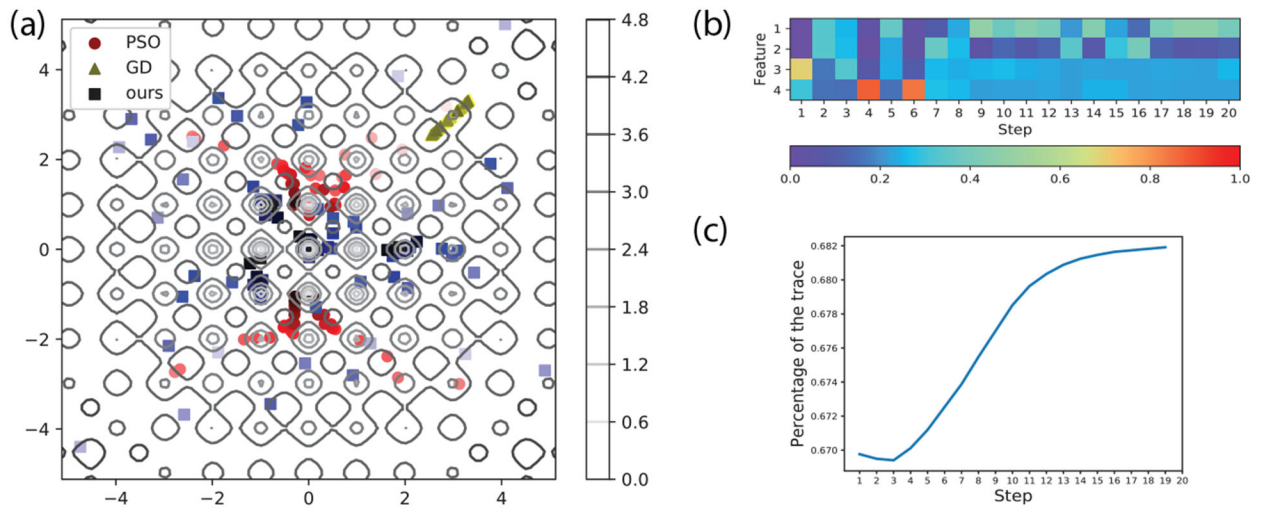 (a)
PSO
GD
ours
4
2
0
−2
−4
−4 −2 0 2 4
4.8
4.2
3.6
3.0
2.4
1.8
1.2
0.6
0.0
(b)
Feature
1
2
3
4
1 2 3 4 5 6 7 8 9 10 11 12 13 14 15 16 17 18 19 20
Step
0.0 0.2 0.4 0.6 0.8 1.0
(c)
Percentage of the trace
0.682
0.680
0.678
0.676
0.674
0.672
0.670
1 2 3 4 5 6 7 8 9 10 11 12 13 14 15 16 17 18 19 20
Step